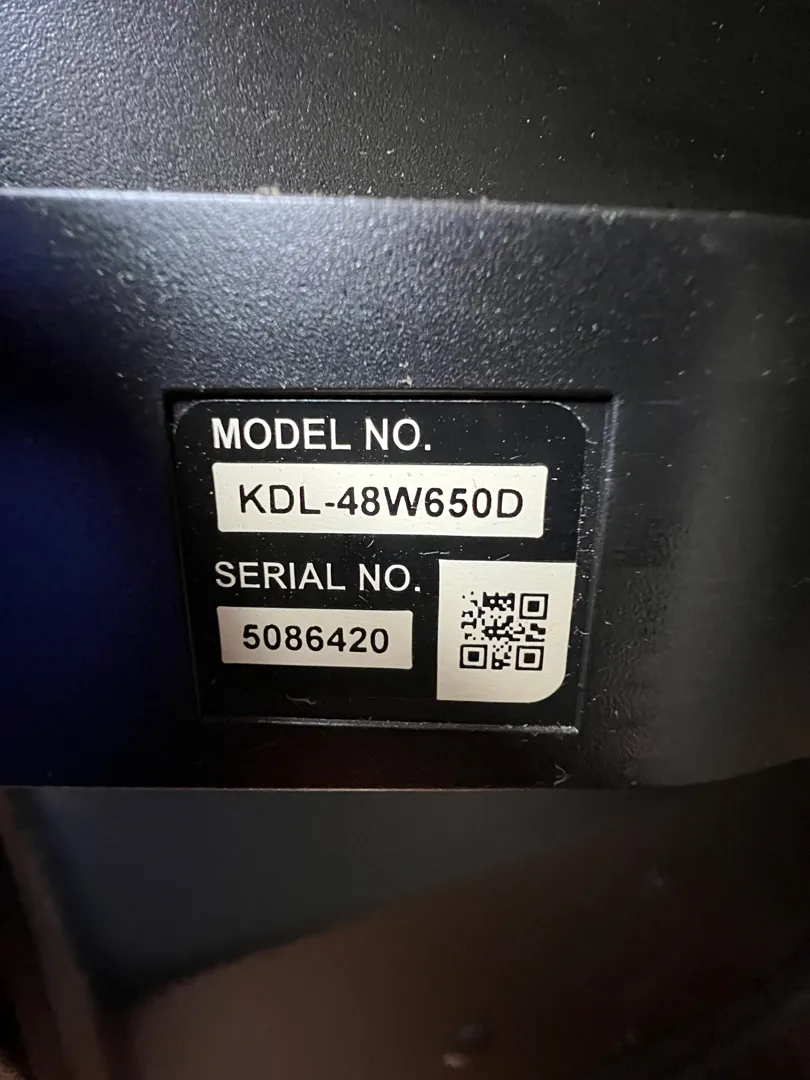 MODEL NO.
KDL-48W650D
SERIAL NO.
5086420